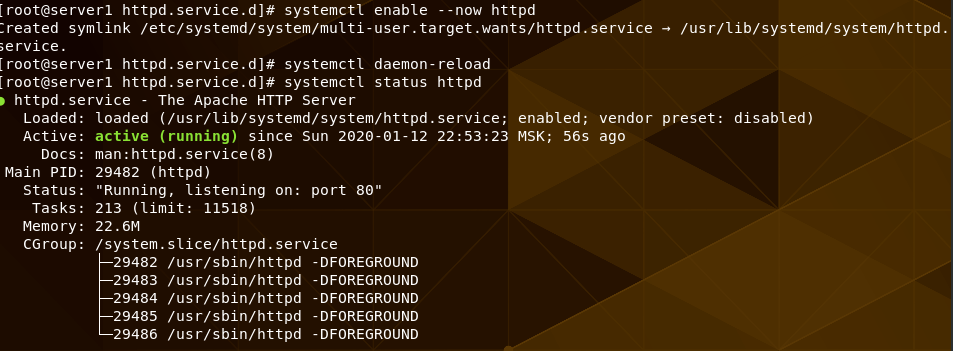 [root@server1 httpd.service.d]# systemctl enable --now httpd
Created symlink /etc/systemd/system/multi-user.target.wants/httpd.service → /usr/lib/systemd/system/httpd.
service.
[root@server1 httpd.service.d]# systemctl daemon-reload
[root@server1 httpd.service.d]# systemctl status httpd
● httpd.service - The Apache HTTP Server
   Loaded: loaded (/usr/lib/systemd/system/httpd.service; enabled; vendor preset: disabled)
   Active: active (running) since Sun 2020-01-12 22:53:23 MSK; 56s ago
     Docs: man:httpd.service(8)
 Main PID: 29482 (httpd)
   Status: "Running, listening on: port 80"
    Tasks: 213 (limit: 11518)
   Memory: 22.6M
   CGroup: /system.slice/httpd.service
           ├─29482 /usr/sbin/httpd -DFOREGROUND
           ├─29483 /usr/sbin/httpd -DFOREGROUND
           ├─29484 /usr/sbin/httpd -DFOREGROUND
           ├─29485 /usr/sbin/httpd -DFOREGROUND
           └─29486 /usr/sbin/httpd -DFOREGROUND